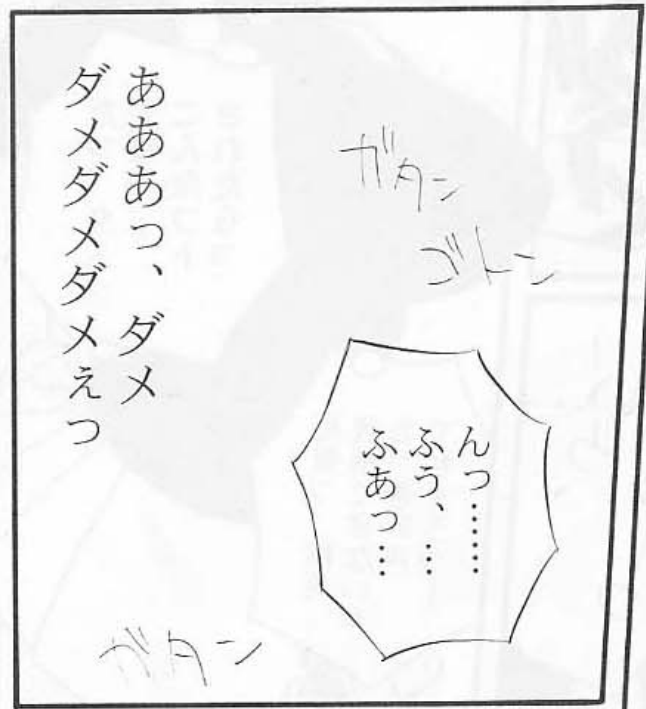 ガタン
ゴトン
んっ………
ふう、…
ふあっ…
あああっ、ダメ
ダメダメダメぇっ
ガタン